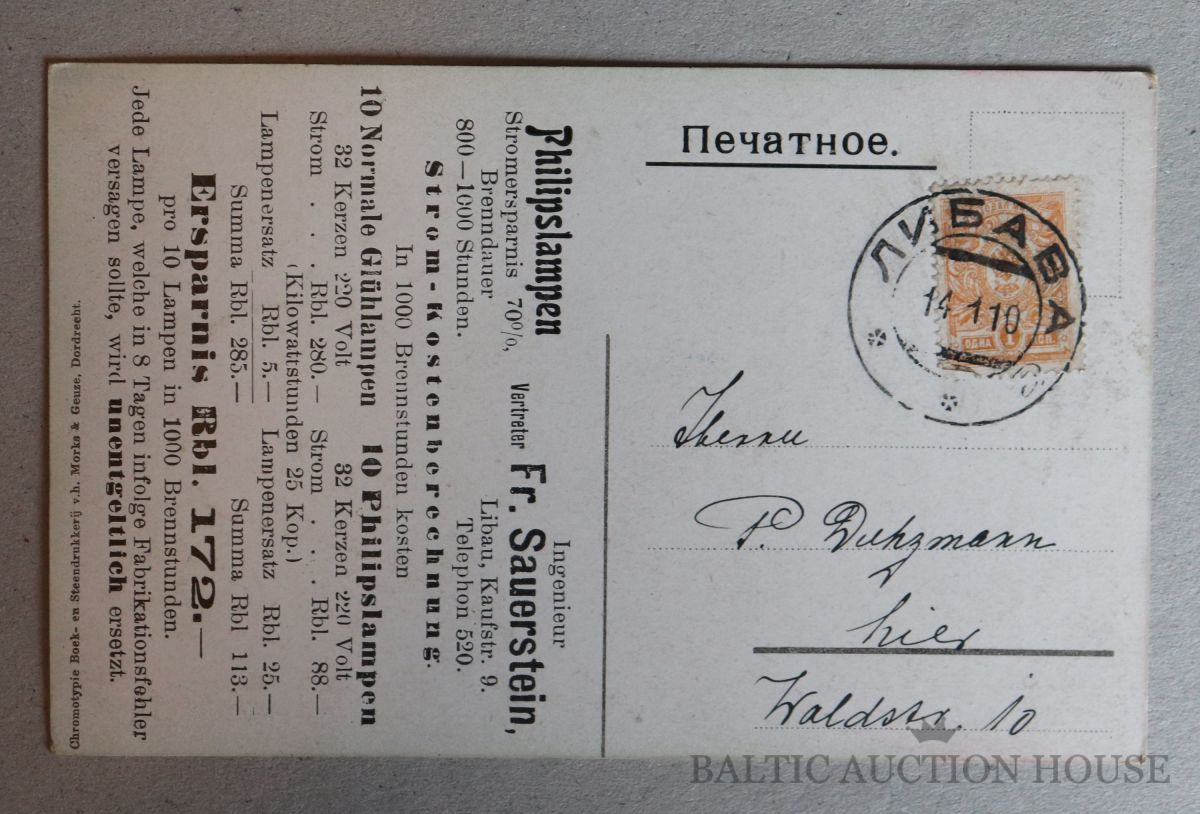 Печатное.
ЛИБАВА
14 1 10
ОДНА 1 КОП.
Herrn
P.
hier
Waldstr. 10
Philipslampen
Stromersparnis 70%,
Brenndauer
800—1000 Stunden.
Vertreter
Ingenieur
Fr. Sauerstein,
Libau, Kaufstr. 9.
Telephon 520.
Strom-Kostenberechnung.
In 1000 Brennstunden kosten
10 Normale Glühlampen 10 Philipslampen
32 Kerzen 220 Volt 32 Kerzen 220 Volt
Strom . . . Rbl. 280.— Strom . . . Rbl. 88.—
(Kilowattstunden 25 Kop.)
Lampenersatz Rbl. 5.— Lampenersatz Rbl. 25.—
Summa Rbl. 285.— Summa Rbl 113.—
Ersparnis Rbl. 172.—
pro 10 Lampen in 1000 Brennstunden.
Jede Lampe, welche in 8 Tagen infolge Fabrikationsfehler
versagen sollte, wird unentgeltlich ersetzt.
Chromotypie Boek- en Steendrukkerij v.h. Morks & Geuze, Dordrecht.
BALTIC AUCTION HOUSE